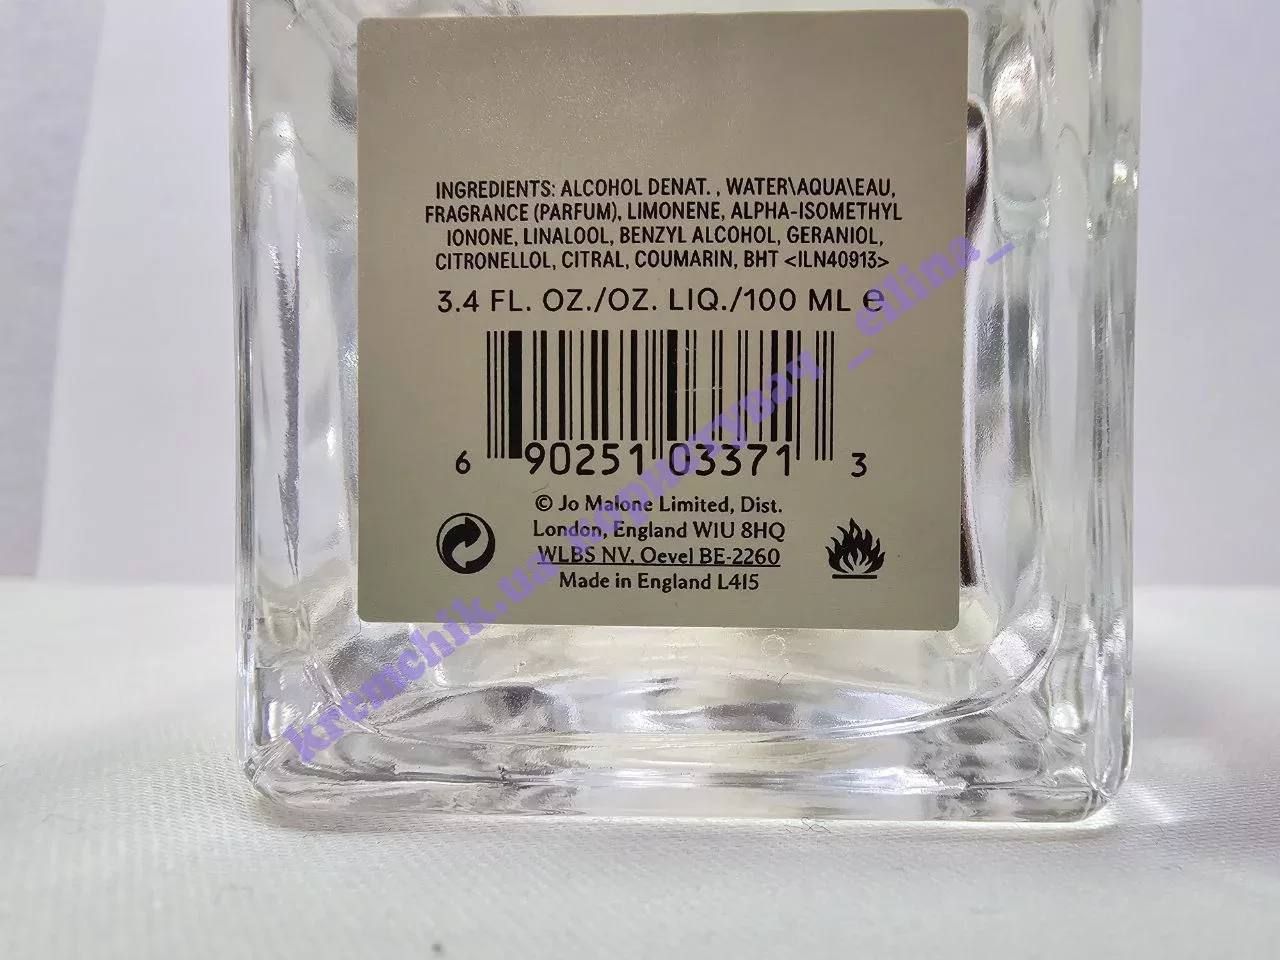 INGREDIENTS: ALCOHOL DENAT. , WATER\AQUA\EAU,
FRAGRANCE (PARFUM), LIMONENE, ALPHA-ISOMETHYL
IONONE, LINALOOL, BENZYL ALCOHOL, GERANIOL,
CITRONELLOL, CITRAL, COUMARIN, BHT <ILN40913>
3.4 FL. OZ./OZ. LIQ./100 ML ℮
6 90251 03371 3
© Jo Malone Limited, Dist.
London, England W1U 8HQ
WLBS NV, Oevel BE-2260
Made in England L415
kremchik.ua користувач _ellina_